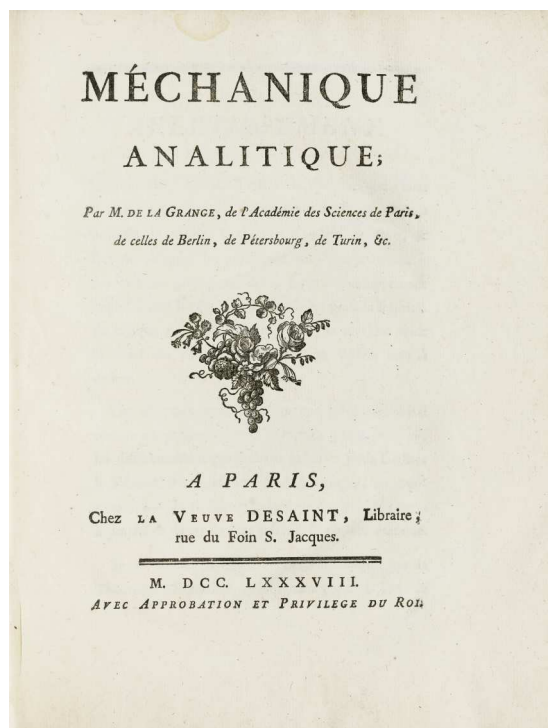 MÉCHANIQUE
ANALITIQUE;
Par M. DE LA GRANGE, de l'Académie des Sciences de Paris,
de celles de Berlin, de Pétersbourg, de Turin, &c.
A PARIS,
Chez LA VEUVE DESAINT, Libraire;
rue du Foin S. Jacques.
M. DCC. LXXXVIII.
AVEC APPROBATION ET PRIVILEGE DU ROI.